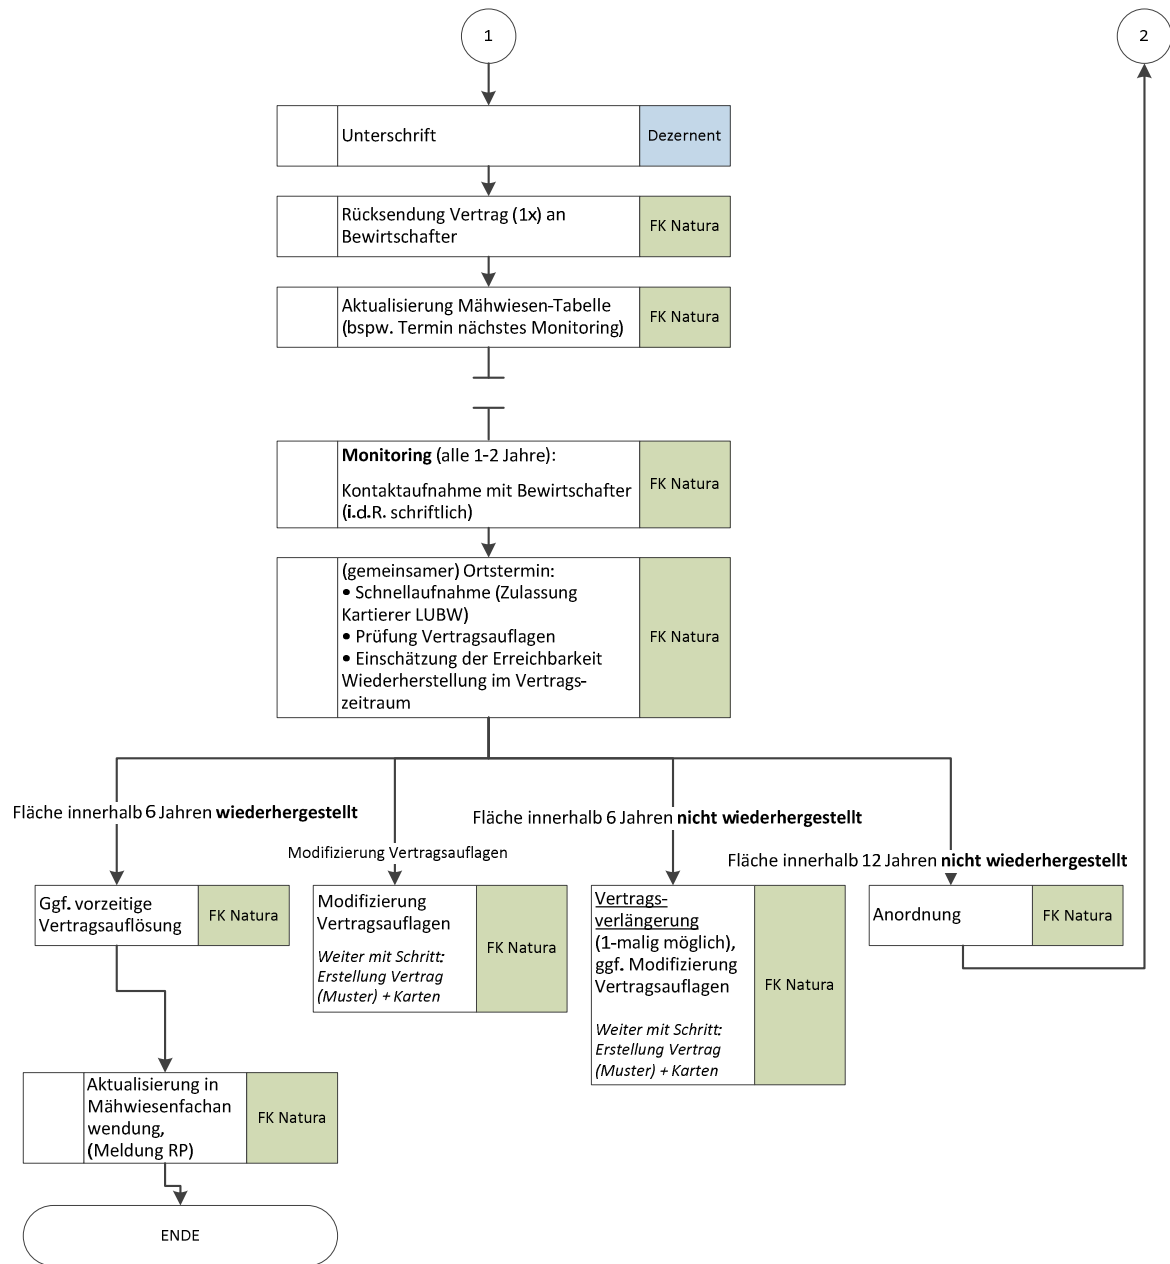 1
2
Unterschrift
Dezernent
Rücksendung Vertrag (1x) an
Bewirtschafter
FK Natura
Aktualisierung Mähwiesen-Tabelle
(bspw. Termin nächstes Monitoring)
FK Natura
Monitoring (alle 1-2 Jahre):
Kontaktaufnahme mit Bewirtschafter
(i.d.R. schriftlich)
FK Natura
(gemeinsamer) Ortstermin:
• Schnellaufnahme (Zulassung
Kartierer LUBW)
• Prüfung Vertragsauflagen
• Einschätzung der Erreichbarkeit
Wiederherstellung im Vertrags-
zeitraum
FK Natura
Fläche innerhalb 6 Jahren wiederhergestellt
Modifizierung Vertragsauflagen
Fläche innerhalb 6 Jahren nicht wiederhergestellt
Fläche innerhalb 12 Jahren nicht wiederhergestellt
Ggf. vorzeitige
Vertragsauflösung
FK Natura
Modifizierung
Vertragsauflagen
Weiter mit Schritt:
Erstellung Vertrag
(Muster) + Karten
FK Natura
Vertrags-
verlängerung
(1-malig möglich),
ggf. Modifizierung
Vertragsauflagen
Weiter mit Schritt:
Erstellung Vertrag
(Muster) + Karten
FK Natura
Anordnung
FK Natura
Aktualisierung in
Mähwiesenfachan
wendung,
(Meldung RP)
FK Natura
ENDE